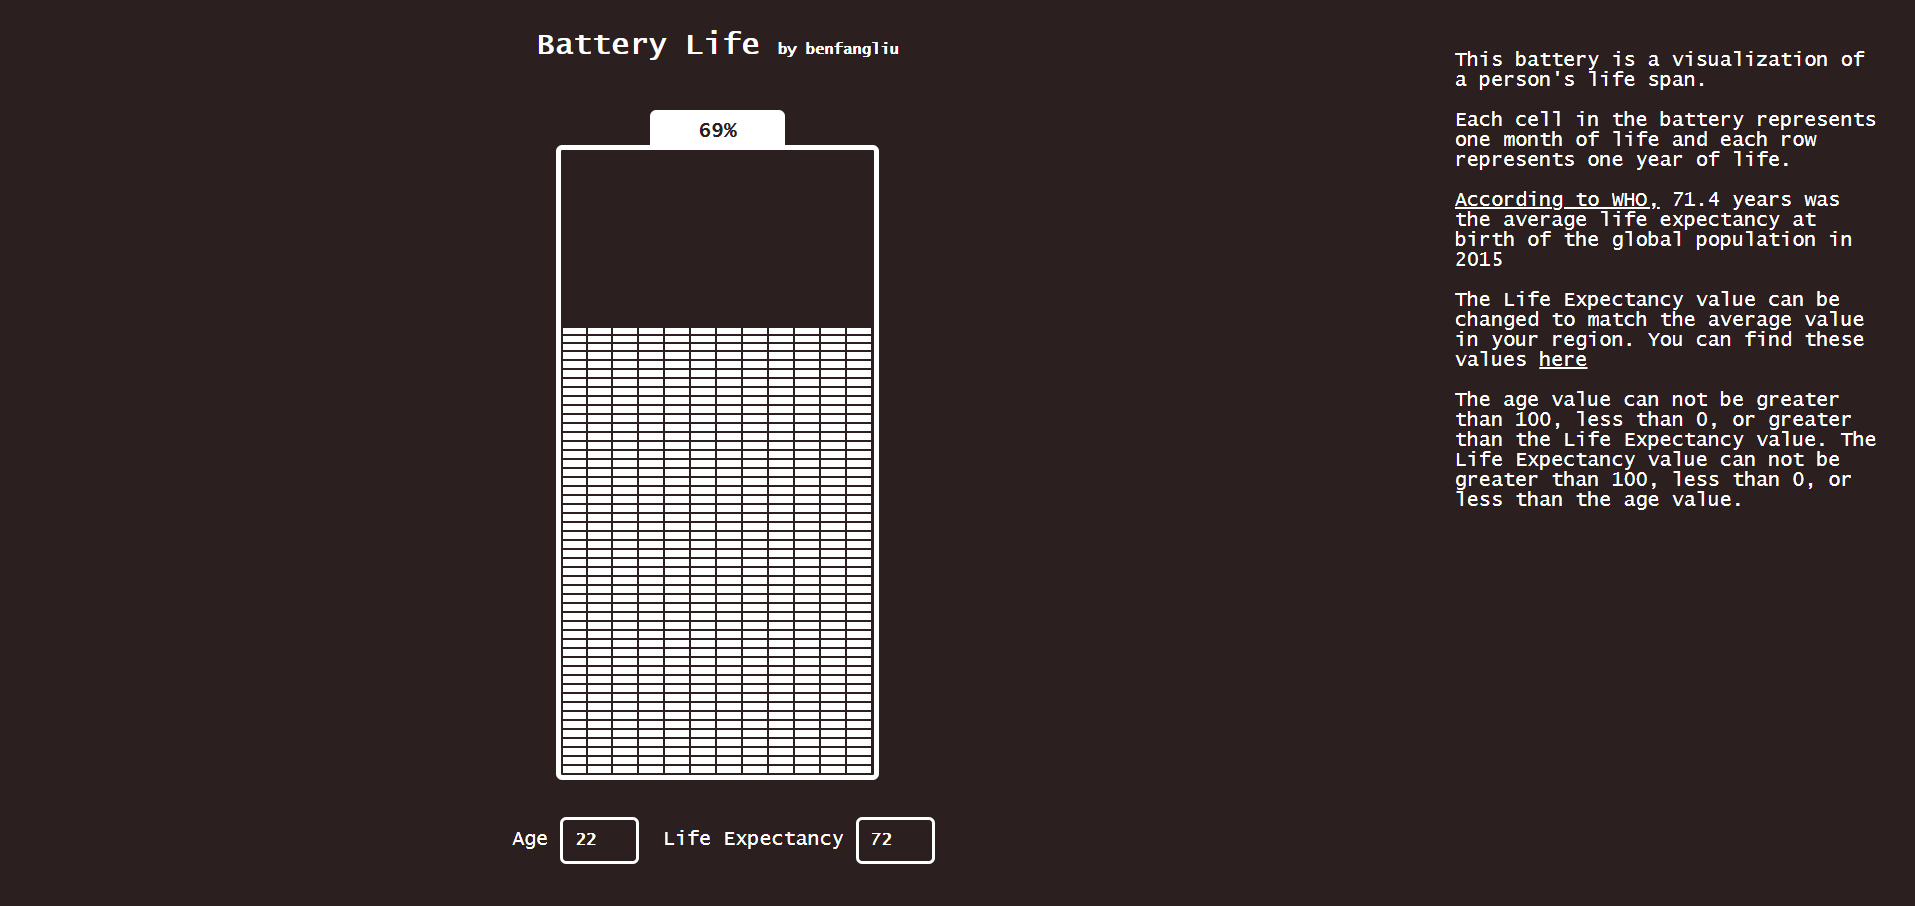 Battery Life by benfangliu
69%
Age 22 Life Expectancy 72
This battery is a visualization of
a person's life span.
Each cell in the battery represents
one month of life and each row
represents one year of life.
According to WHO, 71.4 years was
the average life expectancy at
birth of the global population in
2015
The Life Expectancy value can be
changed to match the average value
in your region. You can find these
values here
The age value can not be greater
than 100, less than 0, or greater
than the Life Expectancy value. The
Life Expectancy value can not be
greater than 100, less than 0, or
less than the age value.